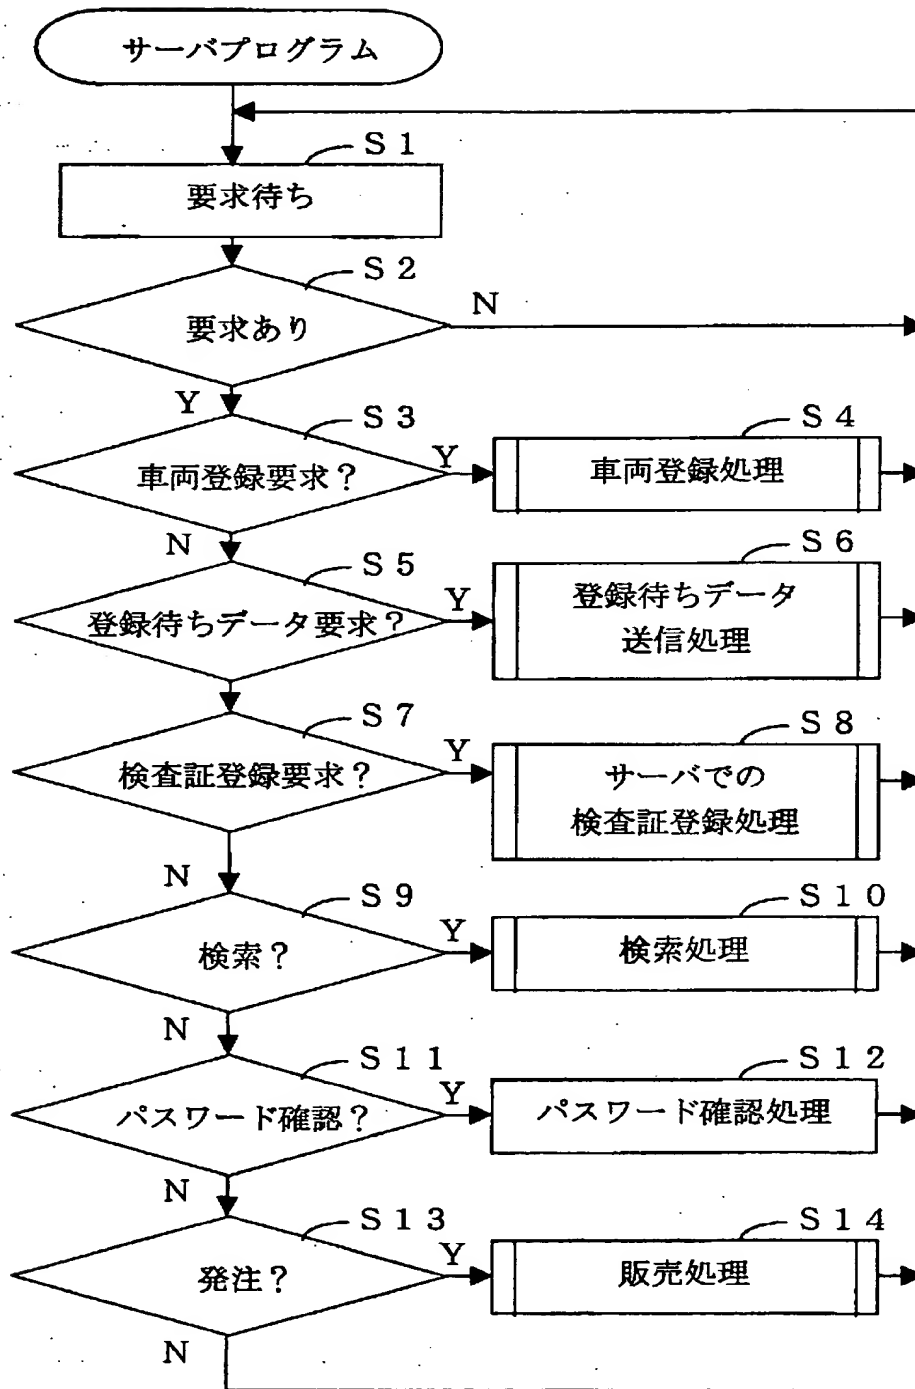 サーバプログラム
S1
要求待ち
S2
要求あり
N
Y
S3
車両登録要求?
Y
S4
車両登録処理
N
S5
登録待ちデータ要求?
Y
S6
登録待ちデータ
送信処理
S7
検査証登録要求?
Y
S8
サーバでの
検査証登録処理
N
S9
検索?
Y
S10
検索処理
N
S11
パスワード確認?
Y
S12
パスワード確認処理
N
S13
発注?
Y
S14
販売処理
N